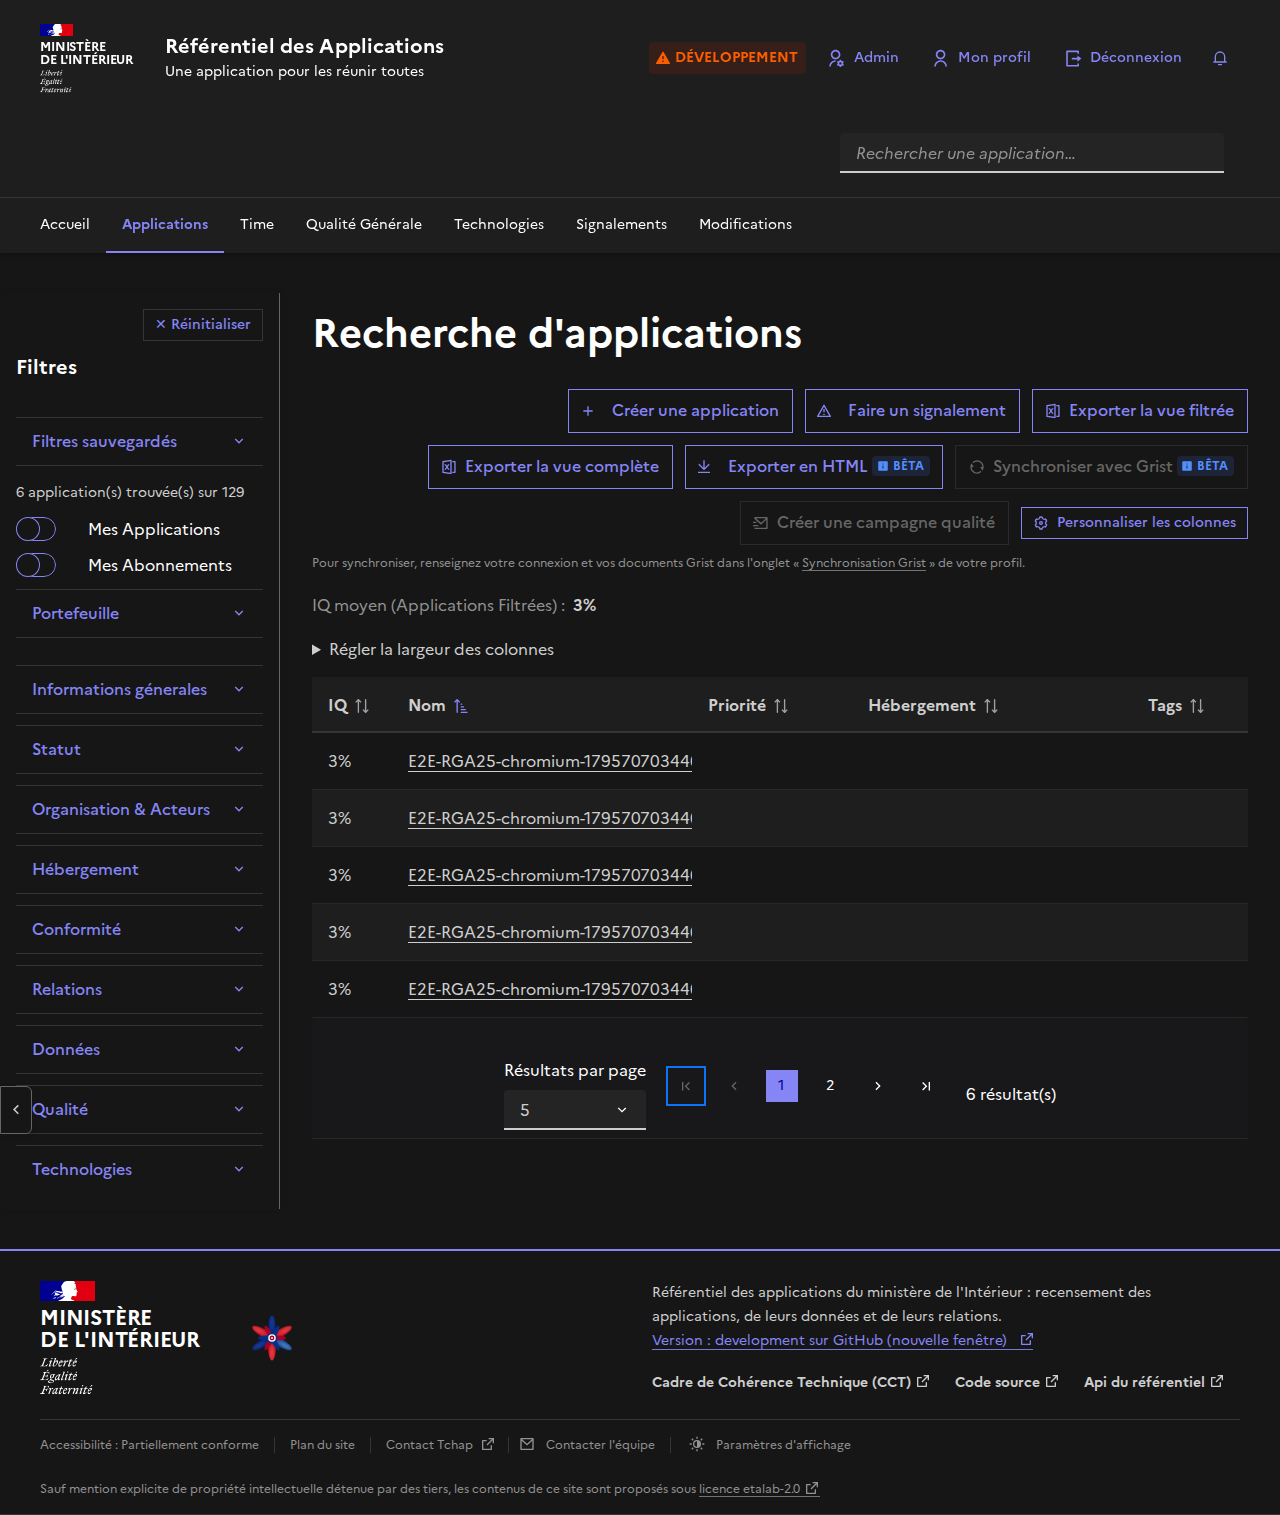 MINISTÈRE
DE L'INTÉRIEUR
Liberté
Égalité
Fraternité
Référentiel des Applications
Une application pour les réunir toutes
DÉVELOPPEMENT
Admin
Mon profil
Déconnexion
Rechercher une application…
Accueil
Applications
Time
Qualité Générale
Technologies
Signalements
Modifications
Réinitialiser
Filtres
Filtres sauvegardés
6 application(s) trouvée(s) sur 129
Mes Applications
Mes Abonnements
Portefeuille
Informations génerales
Statut
Organisation & Acteurs
Hébergement
Conformité
Relations
Données
Qualité
Technologies
Recherche d'applications
Créer une application
Faire un signalement
Exporter la vue filtrée
Exporter la vue complète
Exporter en HTML BÊTA
Synchroniser avec Grist BÊTA
Créer une campagne qualité
Personnaliser les colonnes
Pour synchroniser, renseignez votre connexion et vos documents Grist dans l'onglet « Synchronisation Grist » de votre profil.
IQ moyen (Applications Filtrées) : 3%
Régler la largeur des colonnes
IQ Nom Priorité Hébergement Tags
3% E2E-RGA25-chromium-179570703440
3% E2E-RGA25-chromium-179570703440
3% E2E-RGA25-chromium-179570703440
3% E2E-RGA25-chromium-179570703440
3% E2E-RGA25-chromium-179570703440
Résultats par page
5
1
2
6 résultat(s)
MINISTÈRE
DE L'INTÉRIEUR
Liberté
Égalité
Fraternité
Référentiel des applications du ministère de l'Intérieur : recensement des
applications, de leurs données et de leurs relations.
Version : development sur GitHub (nouvelle fenêtre)
Cadre de Cohérence Technique (CCT)
Code source
Api du référentiel
Accessibilité : Partiellement conforme
Plan du site
Contact Tchap
Contacter l'équipe
Paramètres d'affichage
Sauf mention explicite de propriété intellectuelle détenue par des tiers, les contenus de ce site sont proposés sous licence etalab-2.0